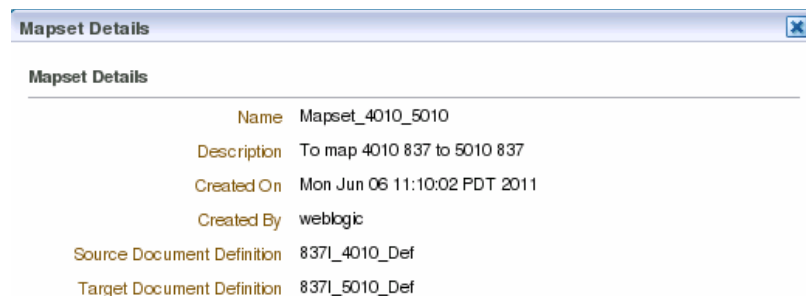 Mapset Details
Mapset Details
Name Mapset_4010_5010
Description To map 4010 837 to 5010 837
Created On Mon Jun 06 11:10:02 PDT 2011
Created By weblogic
Source Document Definition 837I_4010_Def
Target Document Definition 837I_5010_Def